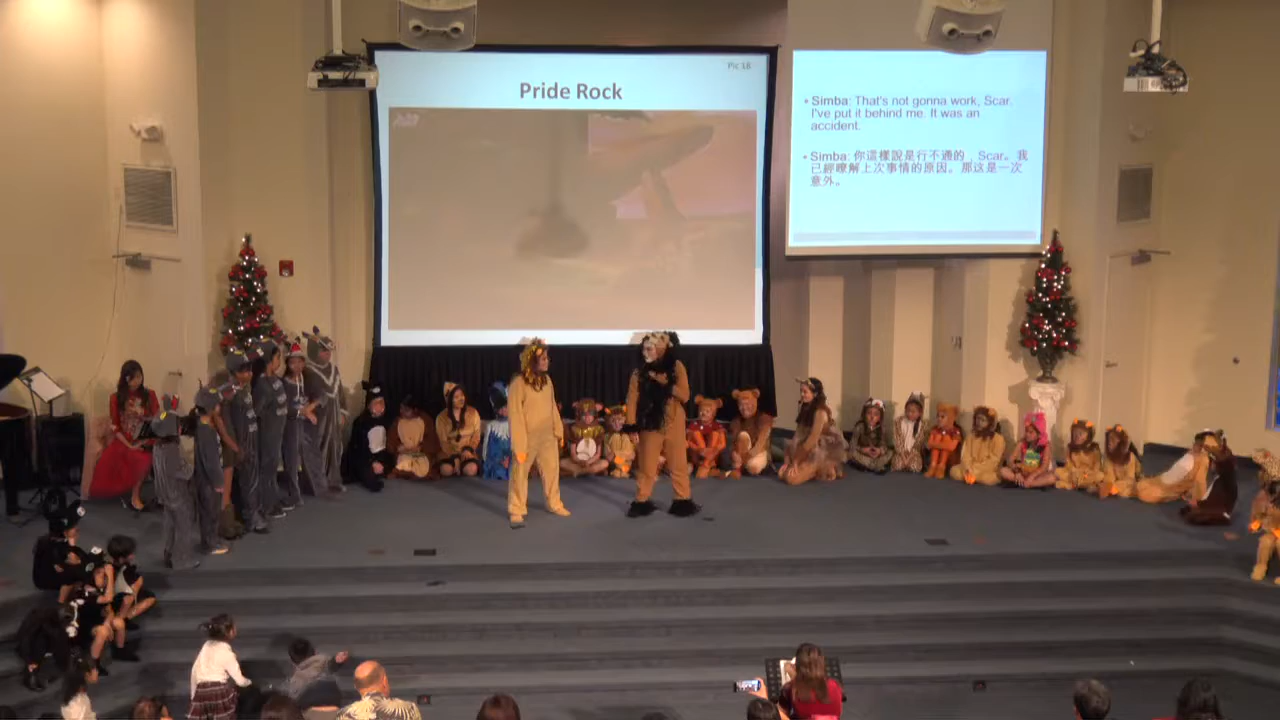 Pic 16
Pride Rock
• Simba: That's not gonna work, Scar.
I've put it behind me. It was an
accident.
• Simba: 你這樣說是行不通的，Scar。我
已經瞭解上次事情的原因。那这是一次
意外。